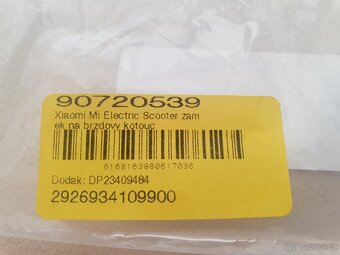 90720539
Xiaomi Mi Electric Scooter zam
ek na brzdovy kotouc
6168163980617036
Dodak: DP23409484
2926934109900